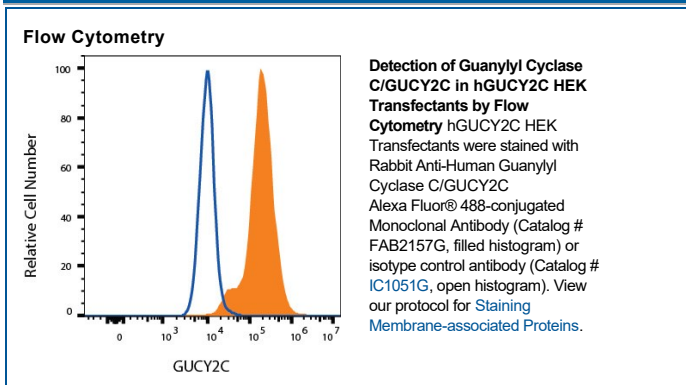 Flow Cytometry
Relative Cell Number
100
80
60
40
20
0
0
10 3
10 4
10 5
10 6
10 7
GUCY2C
Detection of Guanylyl Cyclase
C/GUCY2C in hGUCY2C HEK
Transfectants by Flow
Cytometry hGUCY2C HEK
Transfectants were stained with
Rabbit Anti-Human Guanylyl
Cyclase C/GUCY2C
Alexa Fluor® 488-conjugated
Monoclonal Antibody (Catalog #
FAB2157G, filled histogram) or
isotype control antibody (Catalog #
IC1051G, open histogram). View
our protocol for Staining
Membrane-associated Proteins.